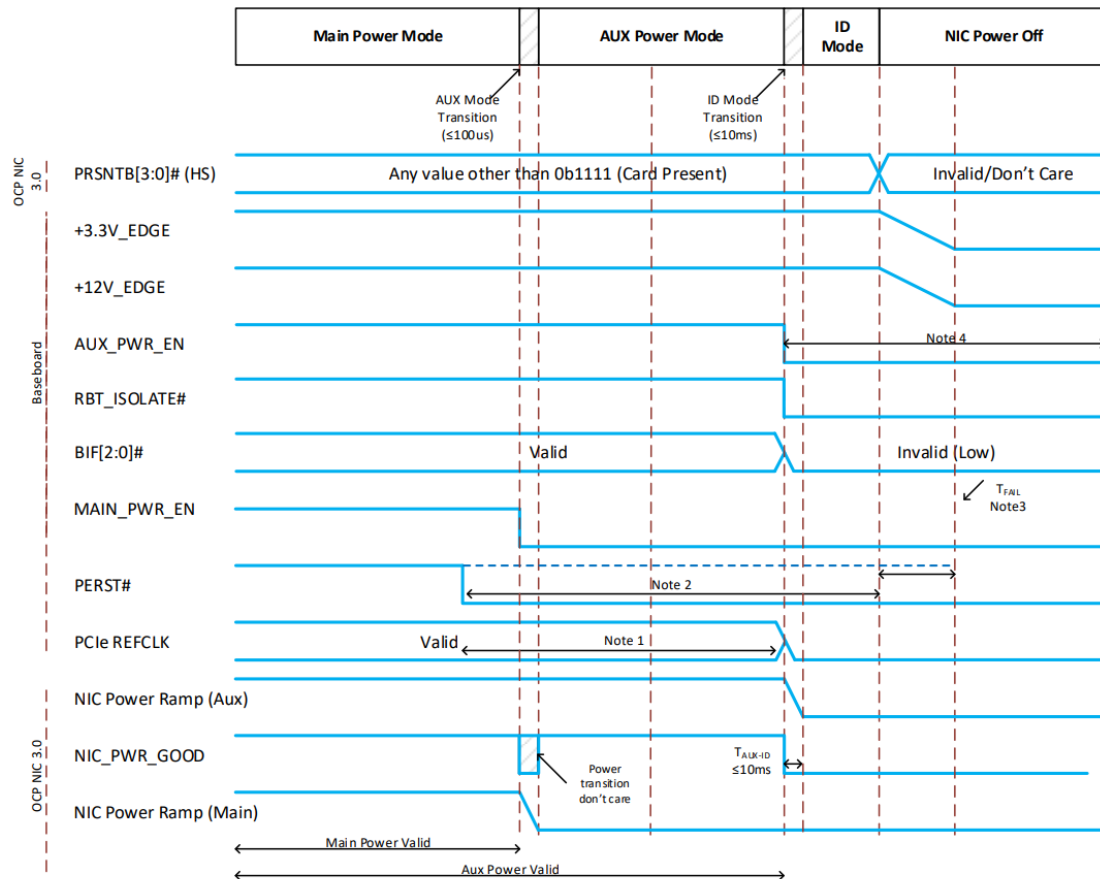 Main Power Mode
AUX Power Mode
ID
Mode
NIC Power Off
AUX Mode
Transition
(≤100us)
ID Mode
Transition
(≤10ms)
OCP NIC
3.0
PRSNTB[3:0]# (HS)
Any value other than 0b1111 (Card Present)
Invalid/Don't Care
+3.3V_EDGE
+12V_EDGE
Baseboard
AUX_PWR_EN
Note 4
RBT_ISOLATE#
BIF[2:0]#
Valid
Invalid (Low)
MAIN_PWR_EN
TFAIL
Note3
PERST#
Note 2
PCIe REFCLK
Valid
Note 1
OCP NIC 3.0
NIC Power Ramp (Aux)
NIC_PWR_GOOD
Power
transition
don't care
TAUX-ID
≤10ms
NIC Power Ramp (Main)
Main Power Valid
Aux Power Valid